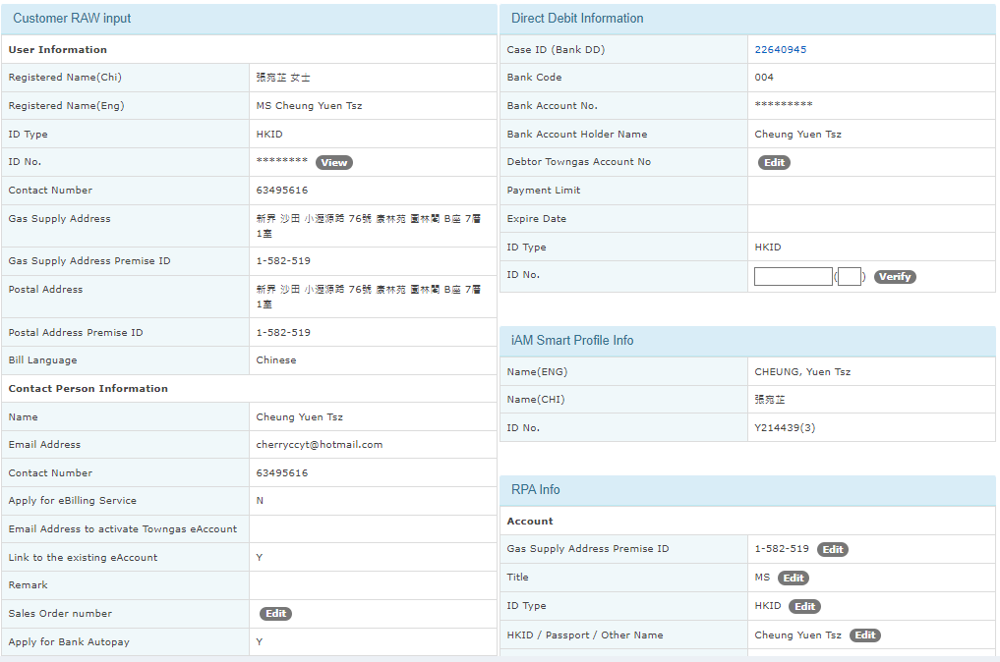 Customer RAW input
User Information
Registered Name(Chi) 張宛芷 女士
Registered Name(Eng) MS Cheung Yuen Tsz
ID Type HKID
ID No. ******** View
Contact Number 63495616
Gas Supply Address 新界 沙田 小瀝源路 76號 康林苑 圖林閣 B座 7層
1室
Gas Supply Address Premise ID 1-582-519
Postal Address 新界 沙田 小瀝源路 76號 康林苑 圖林閣 B座 7層
1室
Postal Address Premise ID 1-582-519
Bill Language Chinese
Contact Person Information
Name Cheung Yuen Tsz
Email Address cherryccyt@hotmail.com
Contact Number 63495616
Apply for eBilling Service N
Email Address to activate Towngas eAccount
Link to the existing eAccount Y
Remark
Sales Order number Edit
Apply for Bank Autopay Y
Direct Debit Information
Case ID (Bank DD) 22640945
Bank Code 004
Bank Account No. *********
Bank Account Holder Name Cheung Yuen Tsz
Debtor Towngas Account No Edit
Payment Limit
Expire Date
ID Type HKID
ID No. ( ) Verify
iAM Smart Profile Info
Name(ENG) CHEUNG, Yuen Tsz
Name(CHI) 張宛芷
ID No. Y214439(3)
RPA Info
Account
Gas Supply Address Premise ID 1-582-519 Edit
Title MS Edit
ID Type HKID Edit
HKID / Passport / Other Name Cheung Yuen Tsz Edit